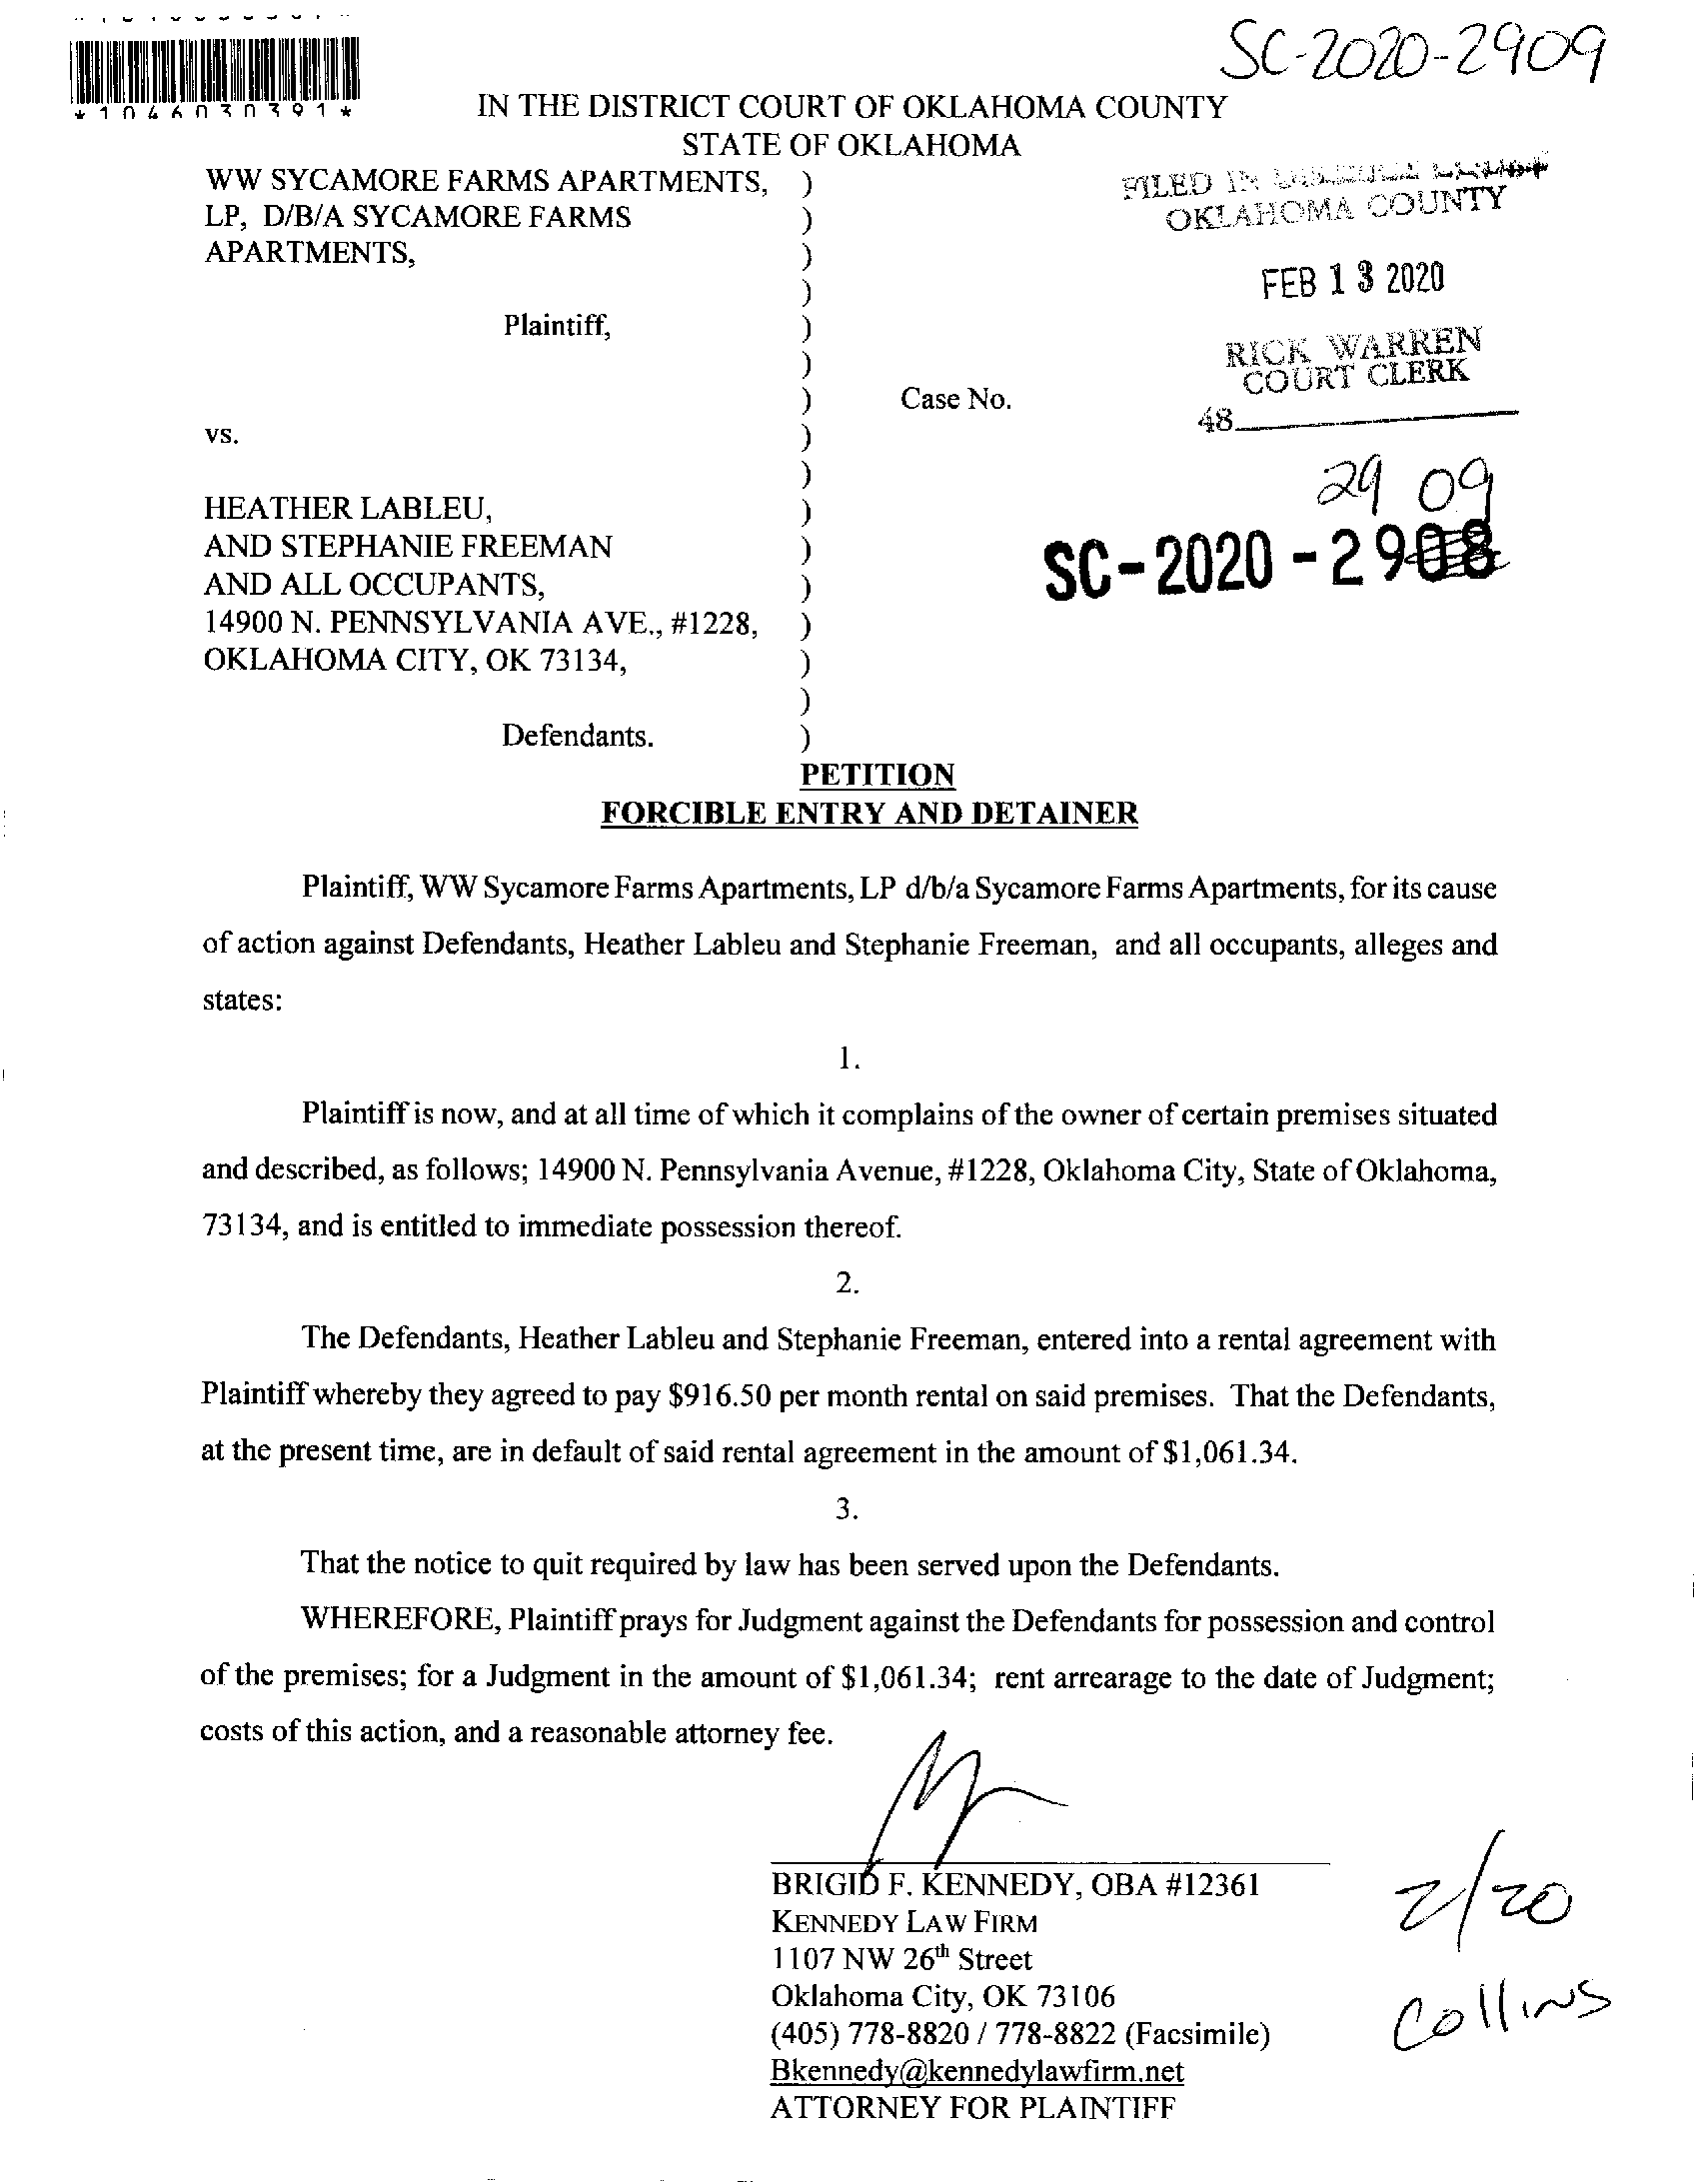 SC-2020-2909
*1046030391*
IN THE DISTRICT COURT OF OKLAHOMA COUNTY
STATE OF OKLAHOMA
WW SYCAMORE FARMS APARTMENTS, )
LP, D/B/A SYCAMORE FARMS )
APARTMENTS, )
)
Plaintiff, )
)
) Case No.
vs. )
)
HEATHER LABLEU, )
AND STEPHANIE FREEMAN )
AND ALL OCCUPANTS, )
14900 N. PENNSYLVANIA AVE., #1228, )
OKLAHOMA CITY, OK 73134, )
)
Defendants. )
FILED IN
OKLAHOMA COUNTY
FEB 13 2020
RICK WARREN
COURT CLERK
48
2909
SC-2020-2908
PETITION
FORCIBLE ENTRY AND DETAINER
Plaintiff, WW Sycamore Farms Apartments, LP d/b/a Sycamore Farms Apartments, for its cause
of action against Defendants, Heather Lableu and Stephanie Freeman, and all occupants, alleges and
states:
1.
Plaintiff is now, and at all time of which it complains of the owner of certain premises situated
and described, as follows; 14900 N. Pennsylvania Avenue, #1228, Oklahoma City, State of Oklahoma,
73134, and is entitled to immediate possession thereof.
2.
The Defendants, Heather Lableu and Stephanie Freeman, entered into a rental agreement with
Plaintiff whereby they agreed to pay $916.50 per month rental on said premises. That the Defendants,
at the present time, are in default of said rental agreement in the amount of $1,061.34.
3.
That the notice to quit required by law has been served upon the Defendants.
WHEREFORE, Plaintiff prays for Judgment against the Defendants for possession and control
of the premises; for a Judgment in the amount of $1,061.34; rent arrearage to the date of Judgment;
costs of this action, and a reasonable attorney fee.
BRIGID F. KENNEDY, OBA #12361
KENNEDY LAW FIRM
1107 NW 26th Street
Oklahoma City, OK 73106
(405) 778-8820 / 778-8822 (Facsimile)
Bkennedy@kennedylawfirm.net
ATTORNEY FOR PLAINTIFF
2/20
Collins